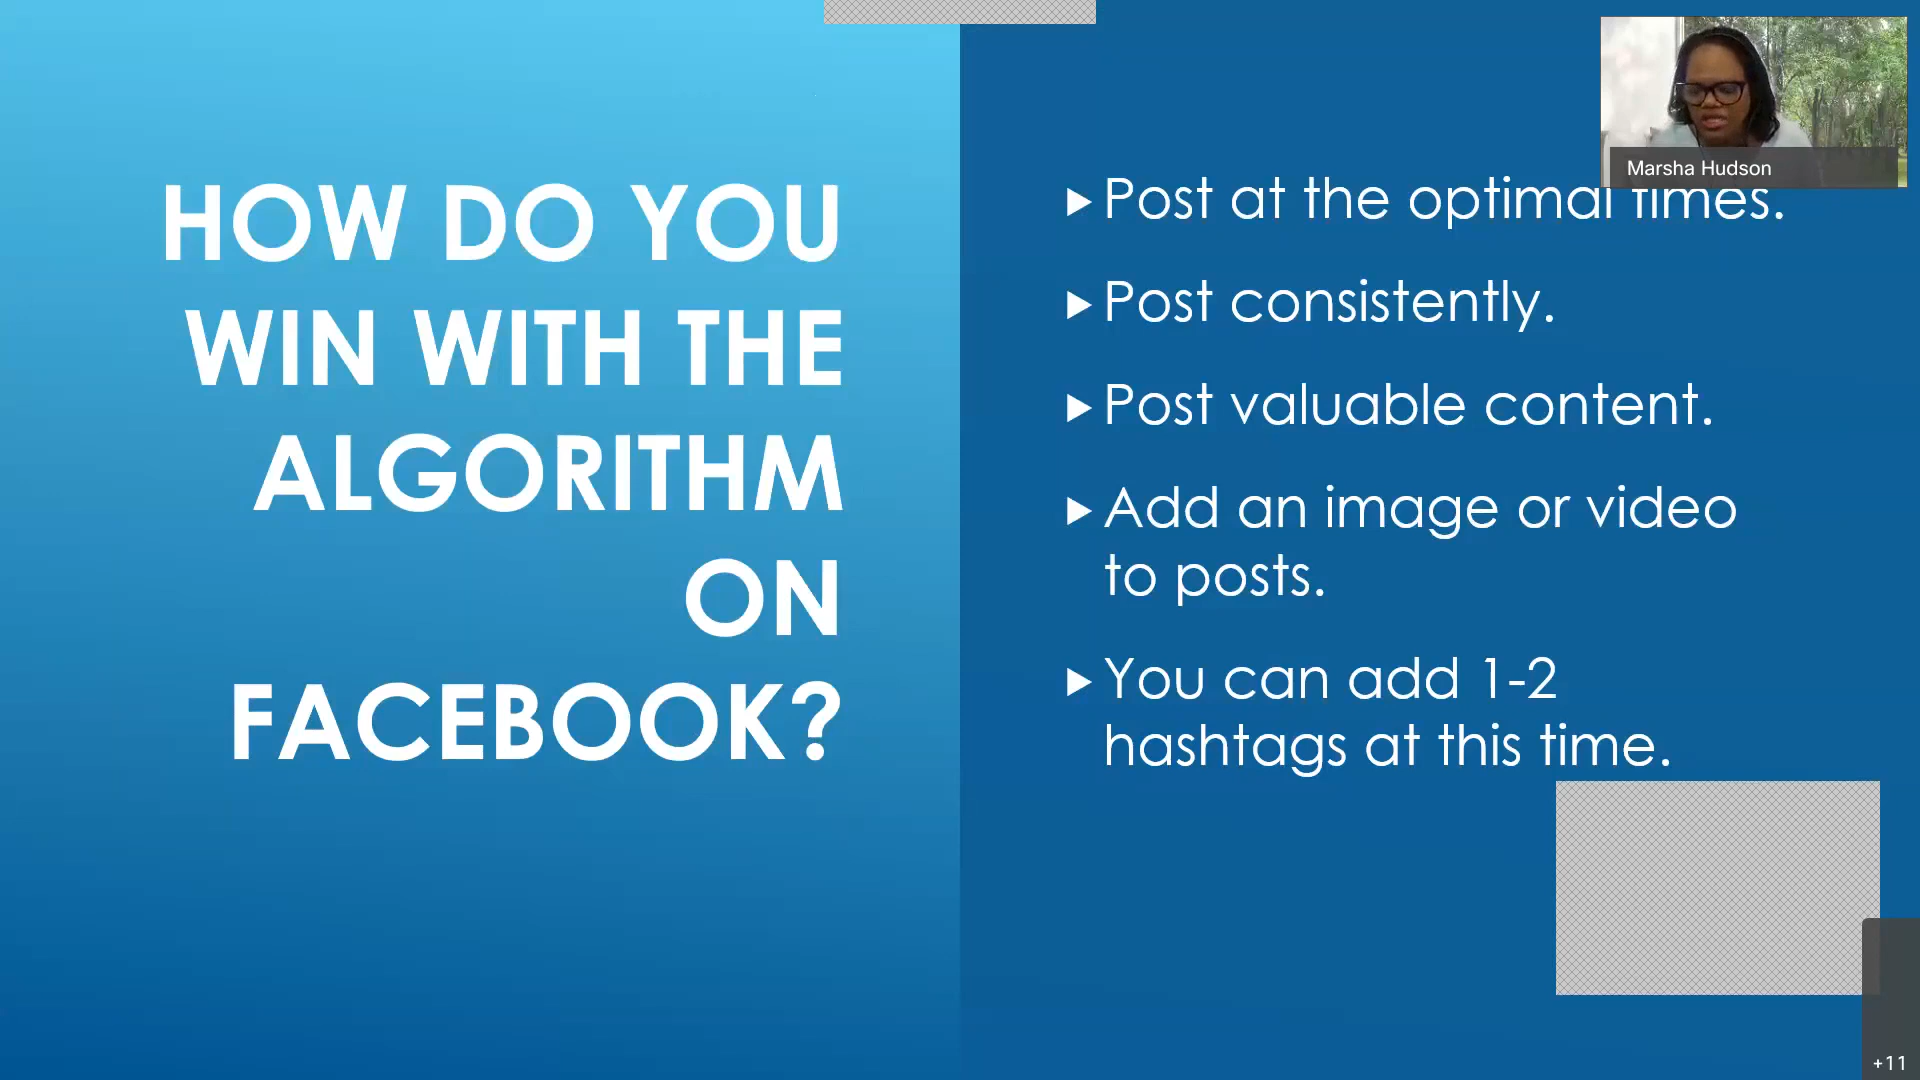 HOW DO YOU
WIN WITH THE
ALGORITHM
ON
FACEBOOK?
Marsha Hudson
Post at the optimal times.
Post consistently.
Post valuable content.
Add an image or video
to posts.
You can add 1-2
hashtags at this time.
+11